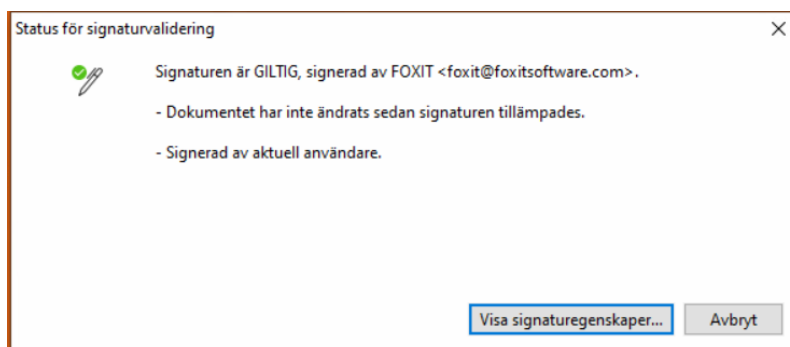 Status för signaturvalidering
Signaturen är GILTIG, signerad av FOXIT <foxit@foxitsoftware.com>.
- Dokumentet har inte ändrats sedan signaturen tillämpades.
- Signerad av aktuell användare.
Visa signaturegenskaper... Avbryt